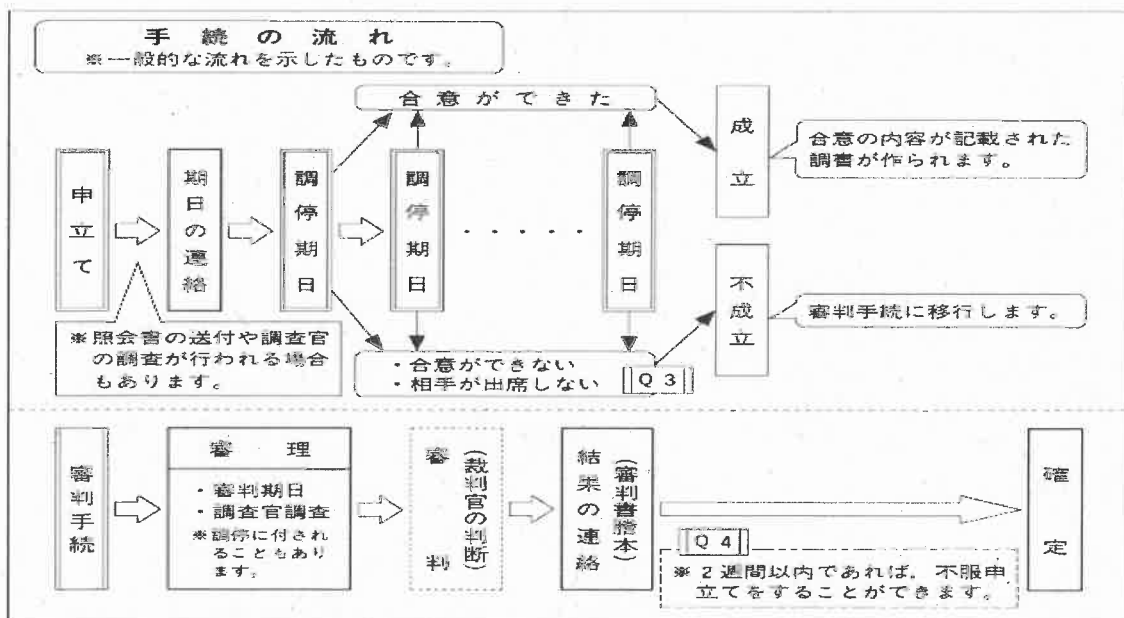 手続の流れ
※一般的な流れを示したものです。
合意ができた
成立
合意の内容が記載された
調書が作られます。
申立て
期日の連絡
調停期日
調停期日
・・・・・
調停期日
不成立
審判手続に移行します。
※照会書の送付や調査官
の調査が行われる場合
もあります。
・合意ができない
・相手が出席しない
Q3
審判手続
審理
・審判期日
・調査官調査
※調停に付され
ることもあり
ます。
審判
(裁判官の判断)
結果の連絡
(審判書謄本)
確定
Q4
※2週間以内であれば,不服申
立てをすることができます。